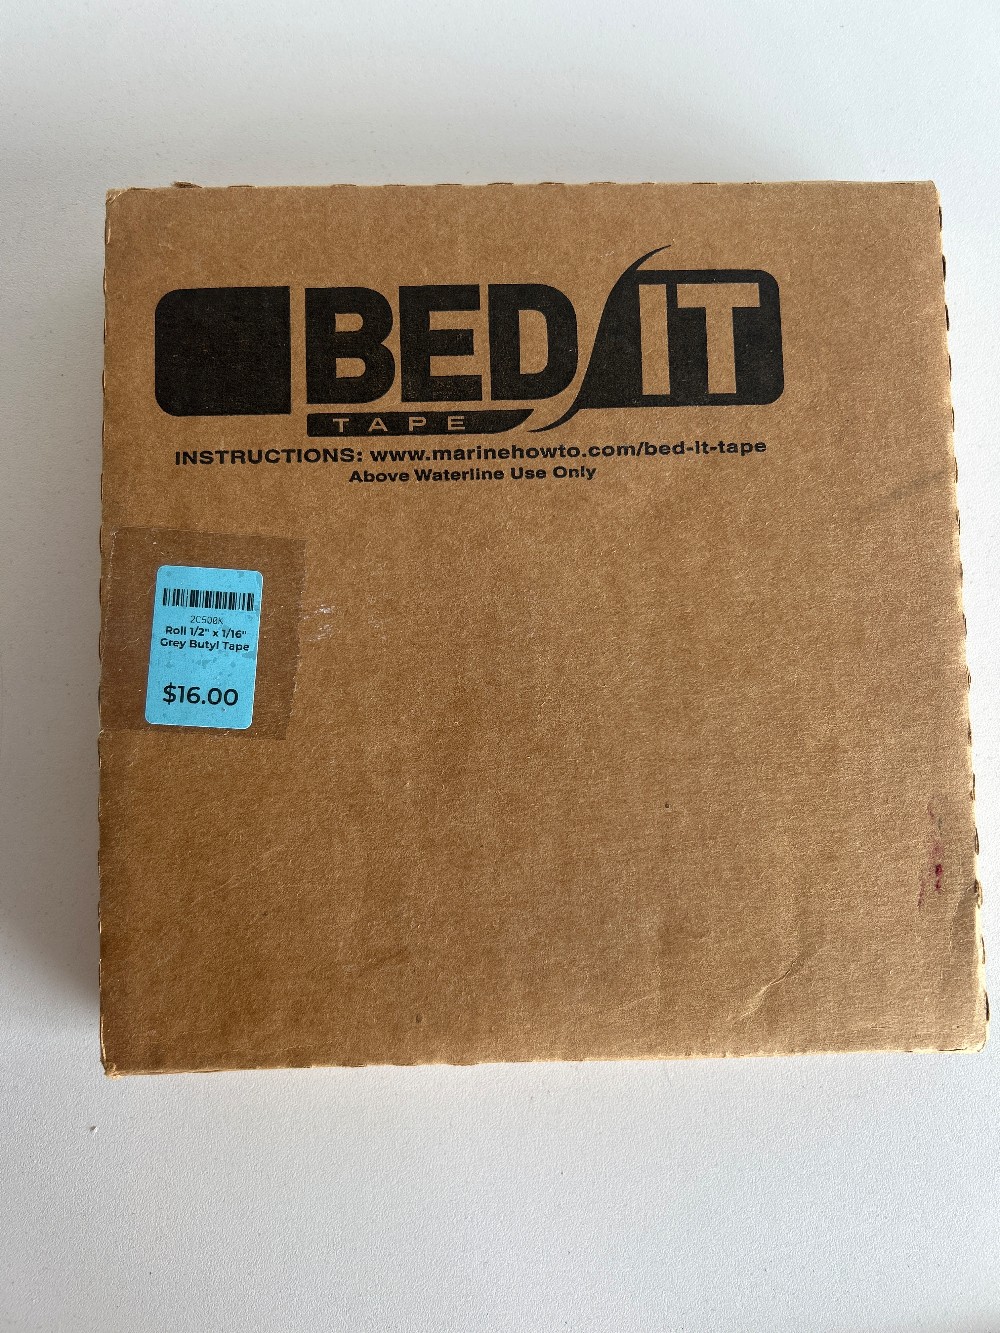 BED IT
TAPE
INSTRUCTIONS: www.marinehowto.com/bed-it-tape
Above Waterline Use Only
2C500K
Roll 1/2" x 1/16"
Grey Butyl Tape
$16.00